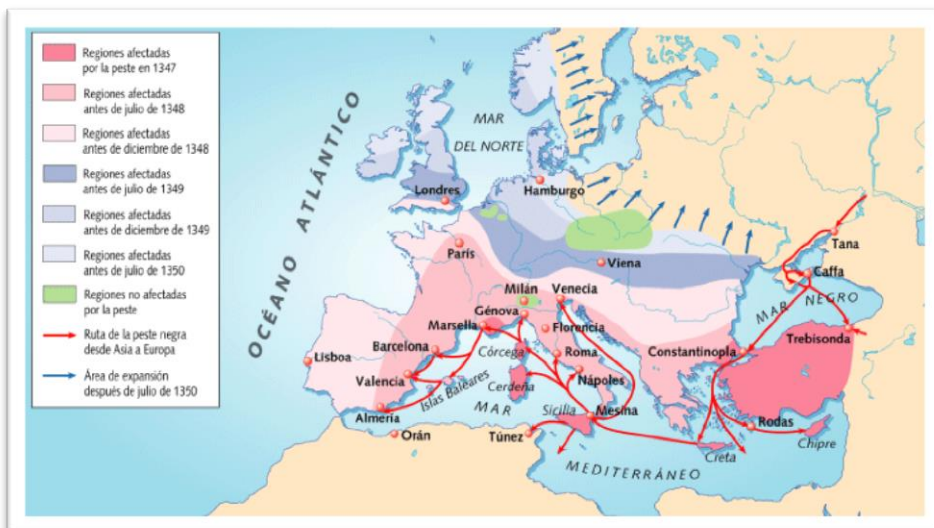 Regiones afectadas
por la peste en 1347
Regiones afectadas
antes de julio de 1348
Regiones afectadas
antes de diciembre de 1348
Regiones afectadas
antes de julio de 1349
Regiones afectadas
antes de diciembre de 1349
Regiones afectadas
antes de julio de 1350
Regiones no afectadas
por la peste
Ruta de la peste negra
desde Asia a Europa
Área de expansión
después de julio de 1350
OCÉANO ATLÁNTICO
MAR
DEL NORTE
Londres
Hamburgo
París
Viena
Tana
Caffa
MAR NEGRO
Trebisonda
Milán
Venecia
Génova
Marsella
Florencia
Constantinopla
Lisboa
Barcelona
Córcega
Roma
Valencia
Islas Baleares
Cerdeña
Nápoles
Almería
MAR
Sicilia
Mesina
Rodas
Orán
Túnez
Creta
Chipre
MEDITERRÁNEO